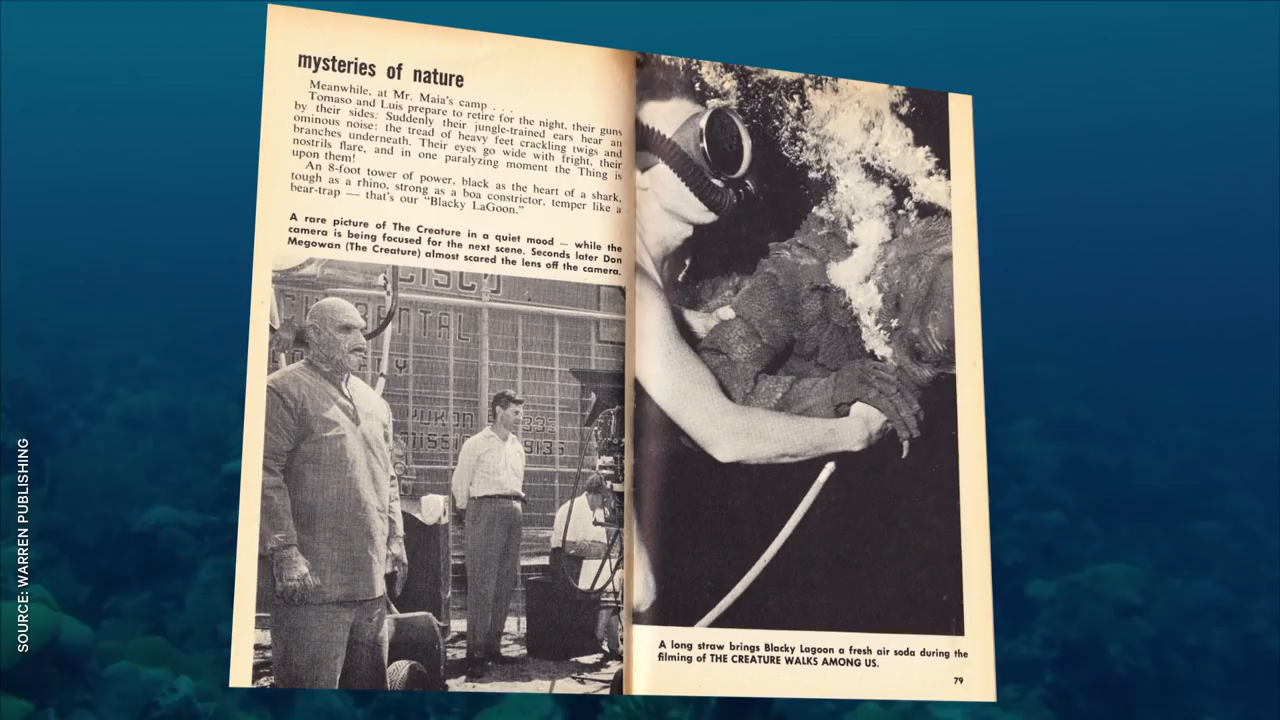 mysteries of nature
Meanwhile, at Mr. Maia's camp . . . .
Tomaso and Luis prepare to retire for the night, their guns
by their sides. Suddenly their jungle-trained ears hear an
ominous noise: the tread of heavy feet crackling twigs and
branches underneath. Their eyes go wide with fright, their
nostrils flare, and in one paralyzing moment the Thing is
upon them!
An 8-foot tower of power, black as the heart of a shark,
tough as a rhino, strong as a boa constrictor, temper like a
bear-trap — that's our "Blacky LaGoon."
A rare picture of The Creature in a quiet mood — while the
camera is being focused for the next scene. Seconds later Don
Megowan (The Creature) almost scared the lens off the camera.
YUKON
A long straw brings Blacky Lagoon a fresh air soda during the
filming of THE CREATURE WALKS AMONG US.
79
SOURCE: WARREN PUBLISHING